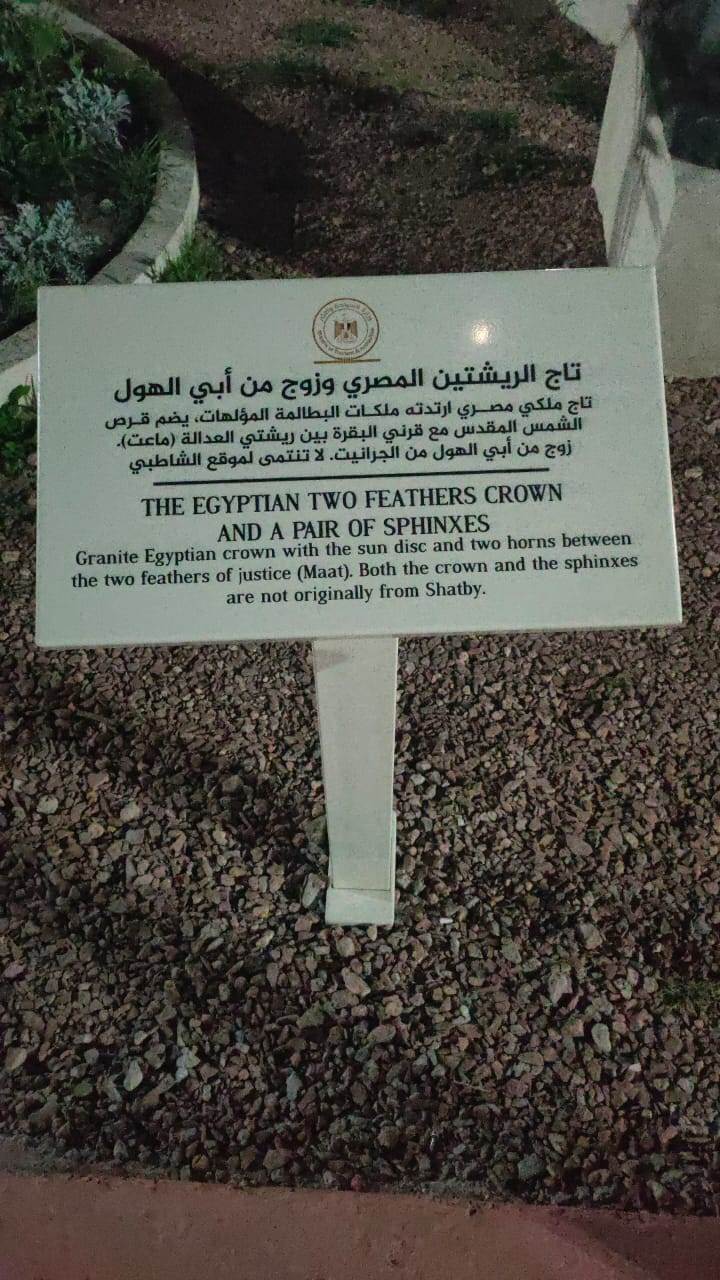 تاج الريشتين المصري وزوج من أبي الهول
تاج ملكي مصري ارتدته ملكات البطالمة المؤلهات، يضم قرص
الشمس المقدس مع قرني البقرة بين ريشتي العدالة (ماعت).
زوج من أبي الهول من الجرانيت. لا تنتمى لموقع الشاطبي
THE EGYPTIAN TWO FEATHERS CROWN
AND A PAIR OF SPHINXES
Granite Egyptian crown with the sun disc and two horns between
the two feathers of justice (Maat). Both the crown and the sphinxes
are not originally from Shatby.